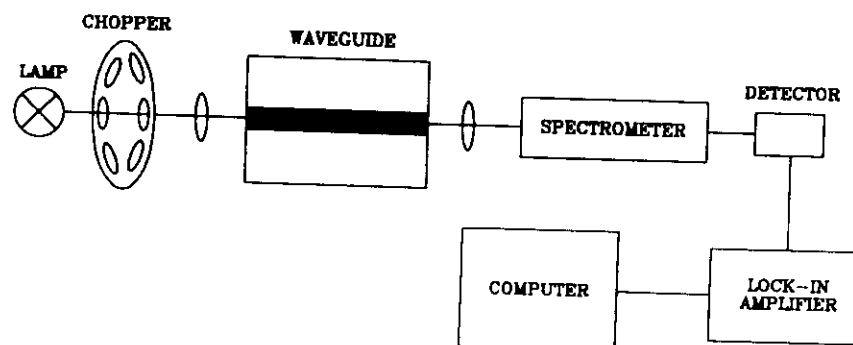 CHOPPER
WAVEGUIDE
LAMP
DETECTOR
SPECTROMETER
COMPUTER
LOCK-IN
AMPLIFIER